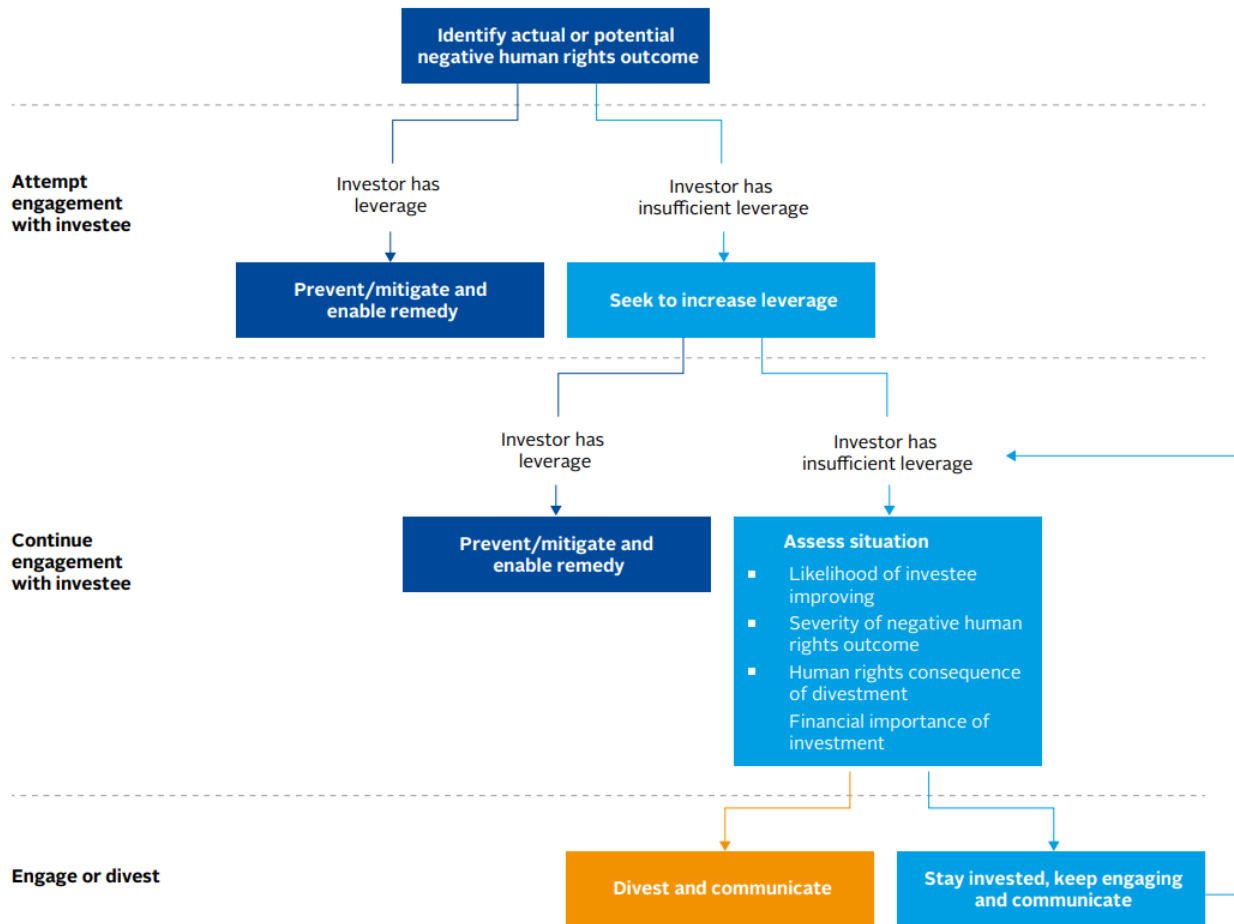 Identify actual or potential
negative human rights outcome
Attempt
engagement
with investee
Investor has
leverage
Investor has
insufficient leverage
Prevent/mitigate and
enable remedy
Seek to increase leverage
Investor has
leverage
Investor has
insufficient leverage
Continue
engagement
with investee
Prevent/mitigate and
enable remedy
Assess situation
▪ Likelihood of investee
improving
▪ Severity of negative human
rights outcome
▪ Human rights consequence
of divestment
Financial importance of
investment
Engage or divest
Divest and communicate
Stay invested, keep engaging
and communicate